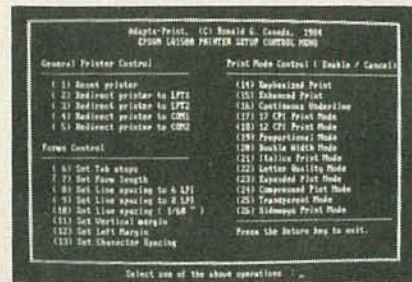 Adapta-Print, (C) Ronald G. Canada, 1984
EPSON LQ1500 PRINTER SETUP CONTROL MENU
General Printer Control
( 1) Reset printer
( 2) Redirect printer to LPT1
( 3) Redirect printer to LPT2
( 4) Redirect printer to COM1
( 5) Redirect printer to COM2
Forms Control
( 6) Set Tab stops
( 7) Set Form length
( 8) Set Line spacing to 6 LPI
( 9) Set Line spacing to 8 LPI
(10) Set Line spacing ( 1/60 " )
(11) Set Vertical margin
(12) Set Left Margin
(13) Set Character Spacing
Print Mode Control ( Enable / Cancel)
(14) Emphasized Print
(15) Enhanced Print
(16) Continuous Underline
(17) 17 CPI Print Mode
(18) 12 CPI Print Mode
(19) Proportional Mode
(20) Double Width Mode
(21) Italics Print Mode
(22) Letter Quality Mode
(23) Expanded Plot Mode
(24) Compressed Plot Mode
(25) Transparent Mode
(26) Sideways Print Mode
Press the Return key to exit.
Select one of the above operations :